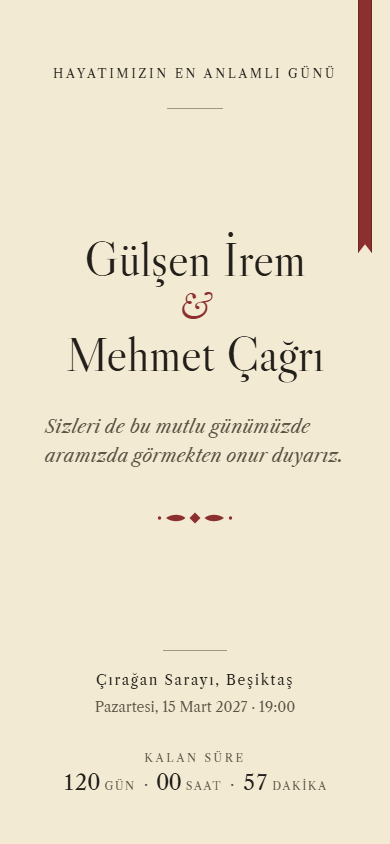 HAYATIMIZIN EN ANLAMLI GÜNÜ
Gülşen İrem
&
Mehmet Çağrı
Sizleri de bu mutlu günümüzde
aramızda görmekten onur duyarız.
Çırağan Sarayı, Beşiktaş
Pazartesi, 15 Mart 2027 · 19:00
KALAN SÜRE
120 GÜN · 00 SAAT · 57 DAKİKA